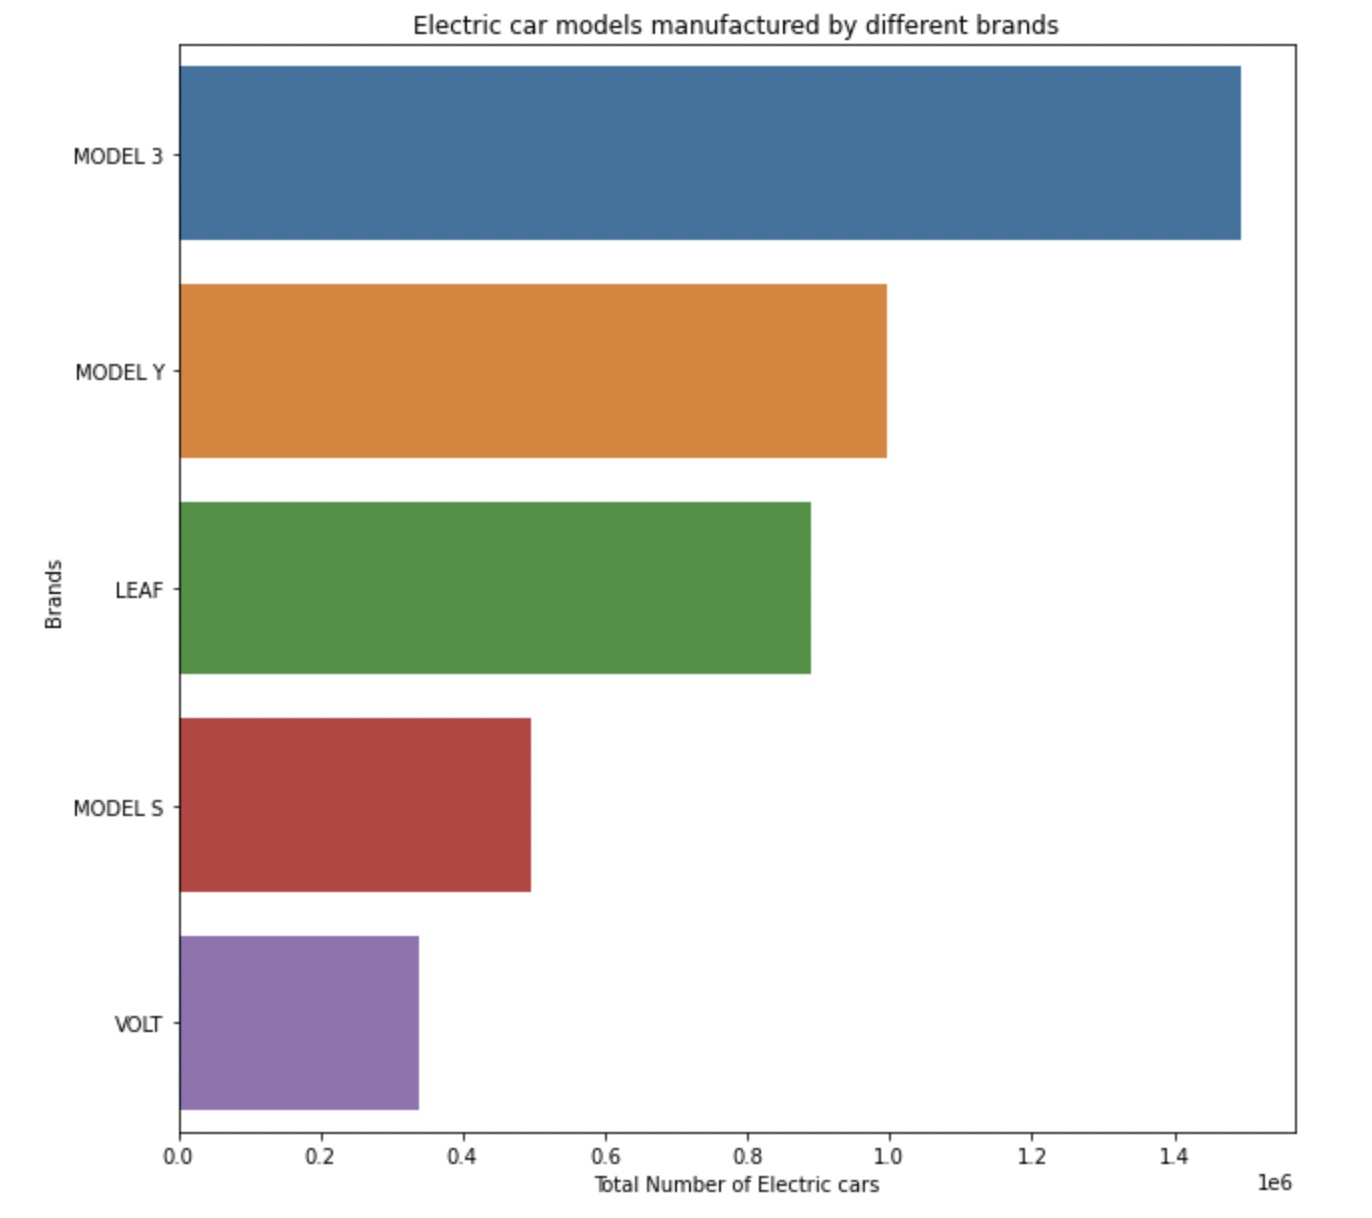 Electric car models manufactured by different brands
MODEL 3
MODEL Y
LEAF
MODEL S
VOLT
Brands
0.0 0.2 0.4 0.6 0.8 1.0 1.2 1.4
1e6
Total Number of Electric cars